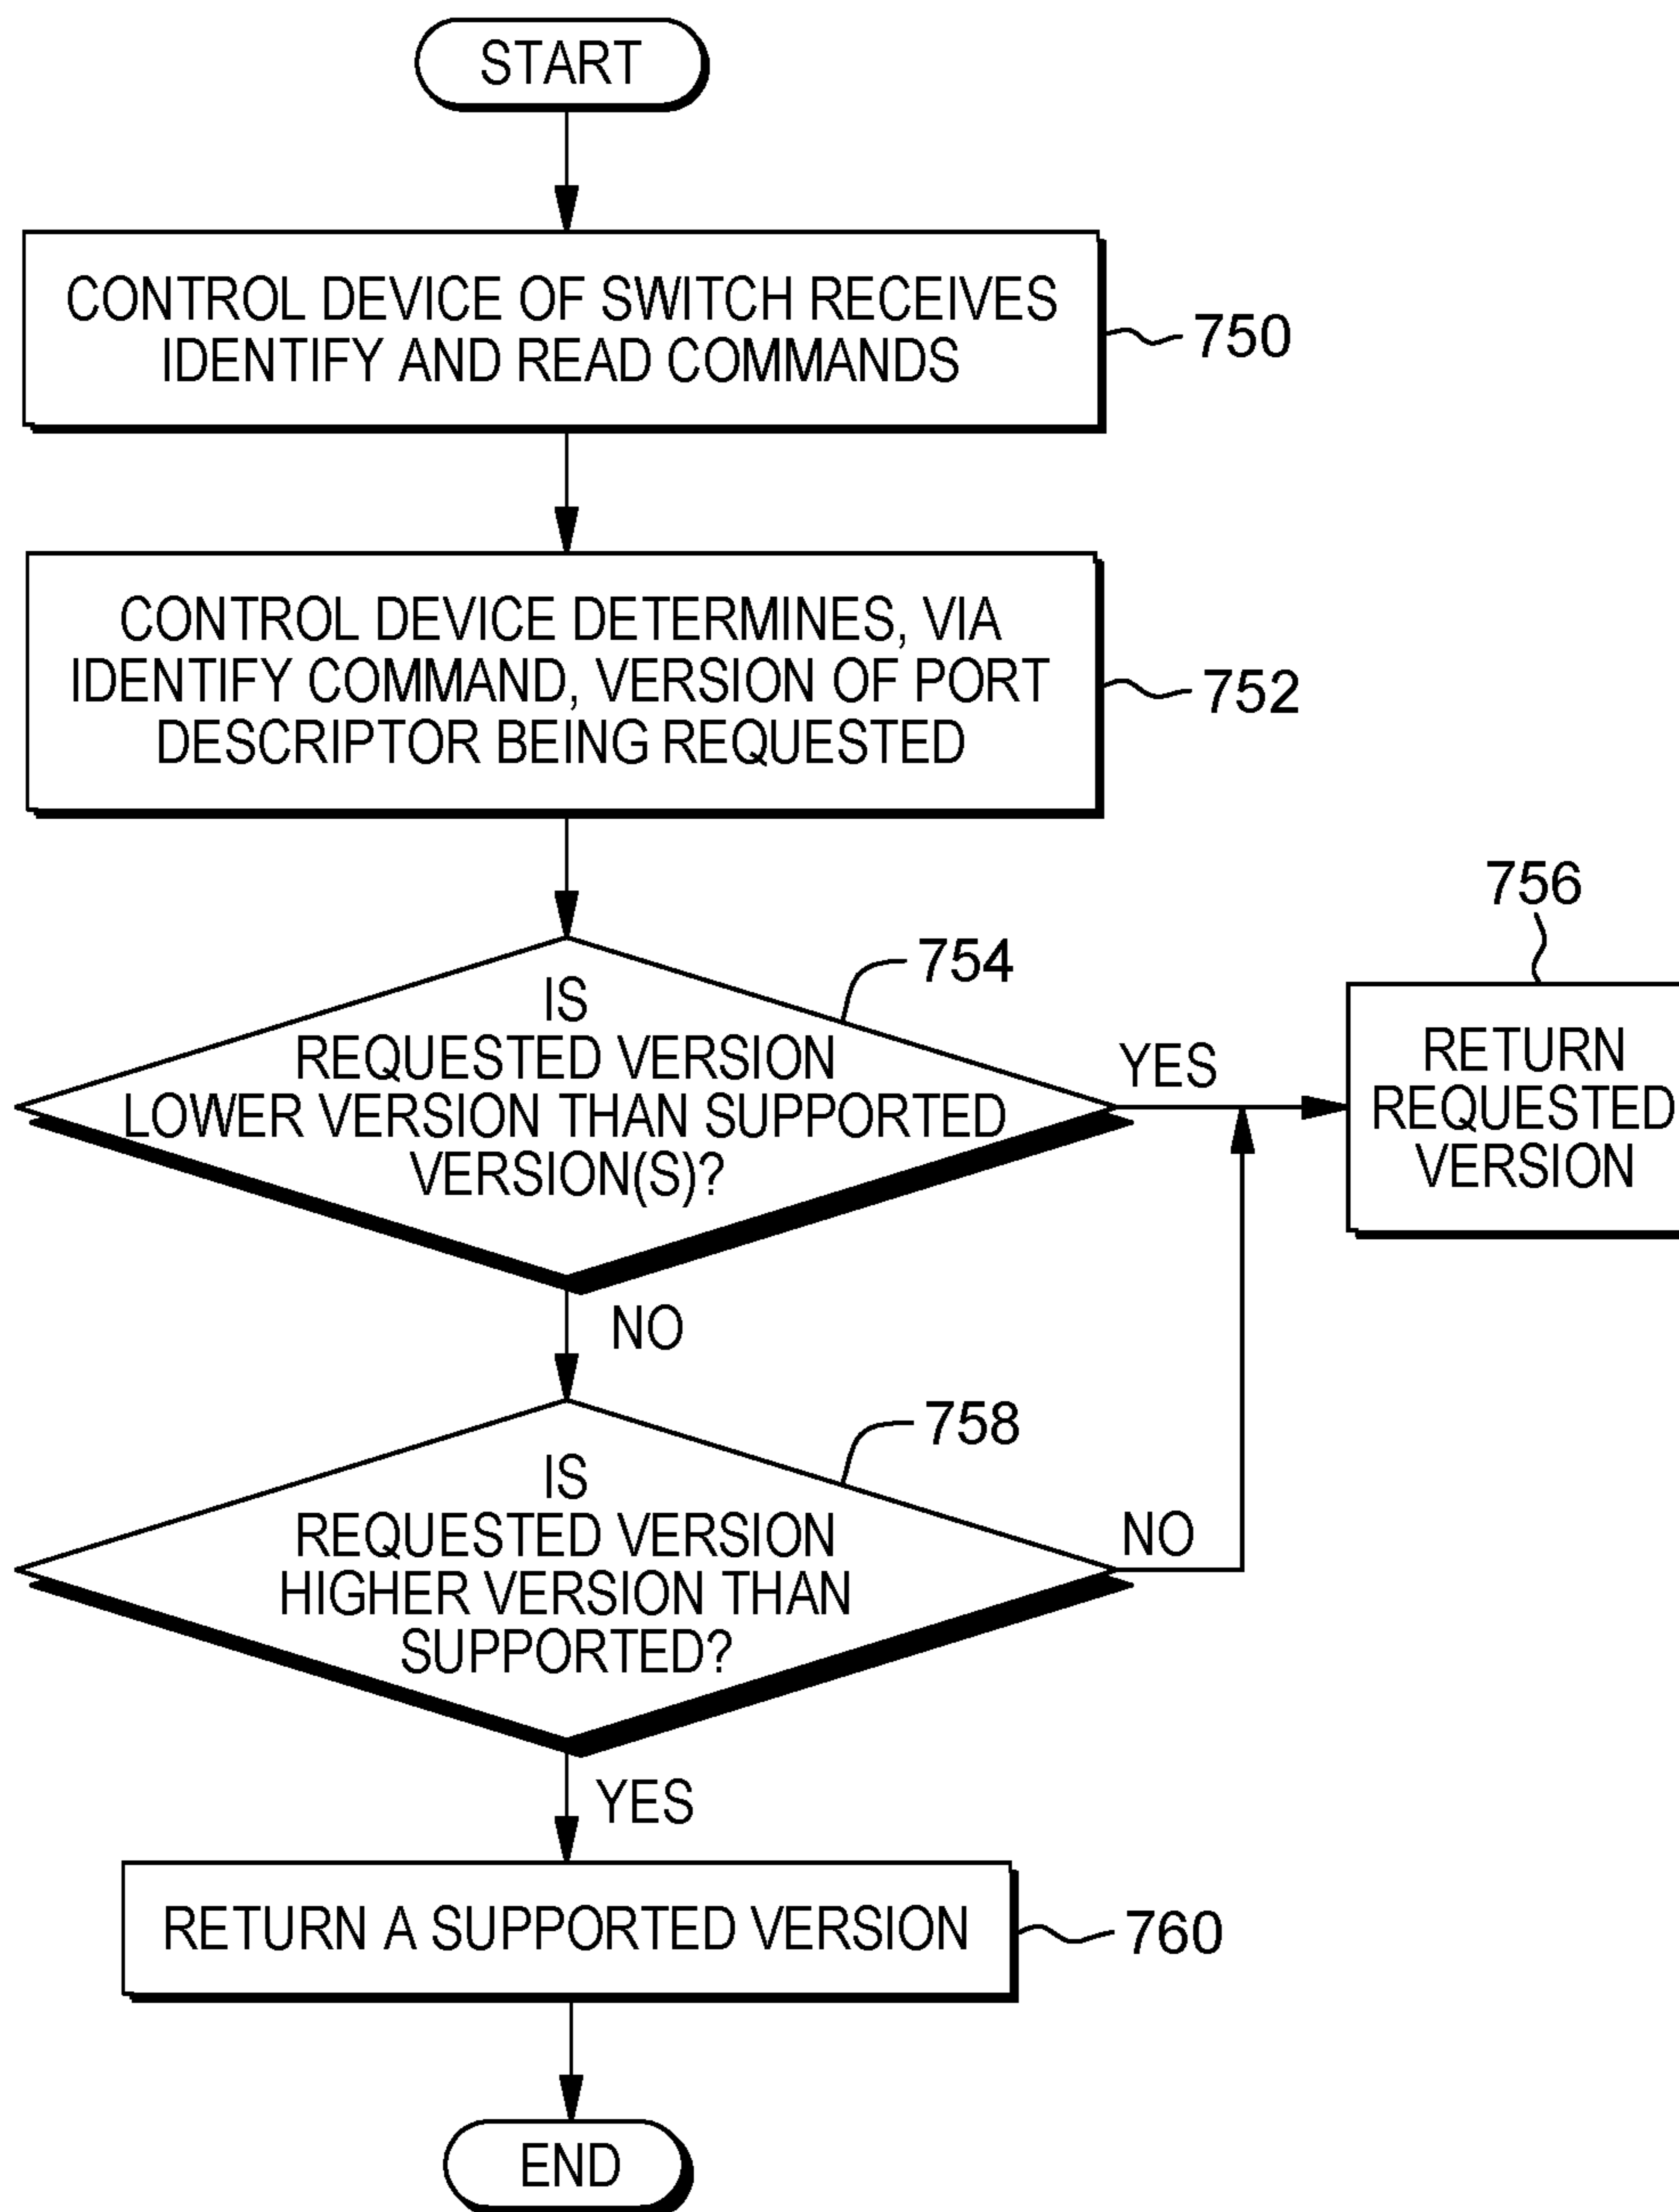 START
CONTROL DEVICE OF SWITCH RECEIVES
IDENTIFY AND READ COMMANDS
750
CONTROL DEVICE DETERMINES, VIA
IDENTIFY COMMAND, VERSION OF PORT
DESCRIPTOR BEING REQUESTED
752
754
IS
REQUESTED VERSION
LOWER VERSION THAN SUPPORTED
VERSION(S)?
YES
756
RETURN
REQUESTED
VERSION
NO
758
IS
REQUESTED VERSION
HIGHER VERSION THAN
SUPPORTED?
NO
YES
RETURN A SUPPORTED VERSION
760
END